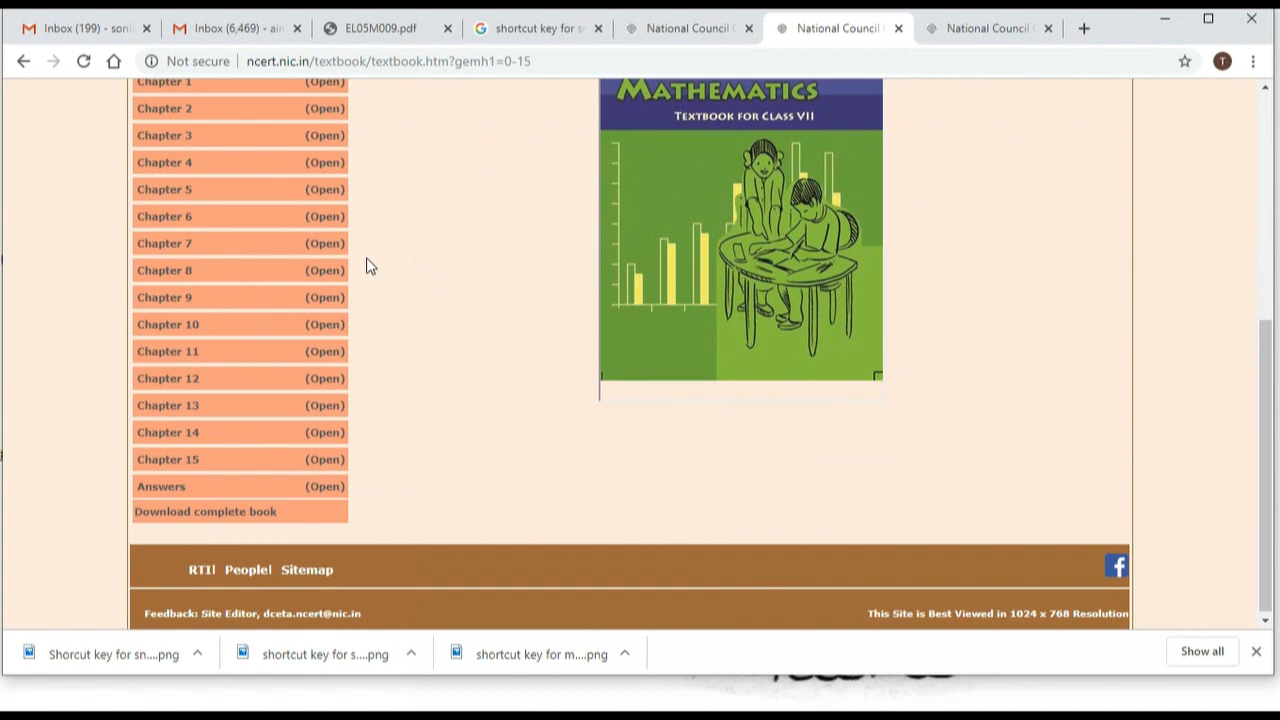 Inbox (199) - soni
Inbox (6,469) - ain
EL05M009.pdf
shortcut key for s
National Council
National Council
National Council
Not secure
ncert.nic.in/textbook/textbook.htm?gemh1=0-15
T
Chapter 1 (Open)
Chapter 2 (Open)
Chapter 3 (Open)
Chapter 4 (Open)
Chapter 5 (Open)
Chapter 6 (Open)
Chapter 7 (Open)
Chapter 8 (Open)
Chapter 9 (Open)
Chapter 10 (Open)
Chapter 11 (Open)
Chapter 12 (Open)
Chapter 13 (Open)
Chapter 14 (Open)
Chapter 15 (Open)
Answers (Open)
Download complete book
MATHEMATICS
TEXTBOOK FOR CLASS VII
RTI| People| Sitemap
Feedback: Site Editor, dceta.ncert@nic.in
This Site is Best Viewed in 1024 x 768 Resolution
Shorcut key for sn....png
shortcut key for s....png
shortcut key for m....png
Show all